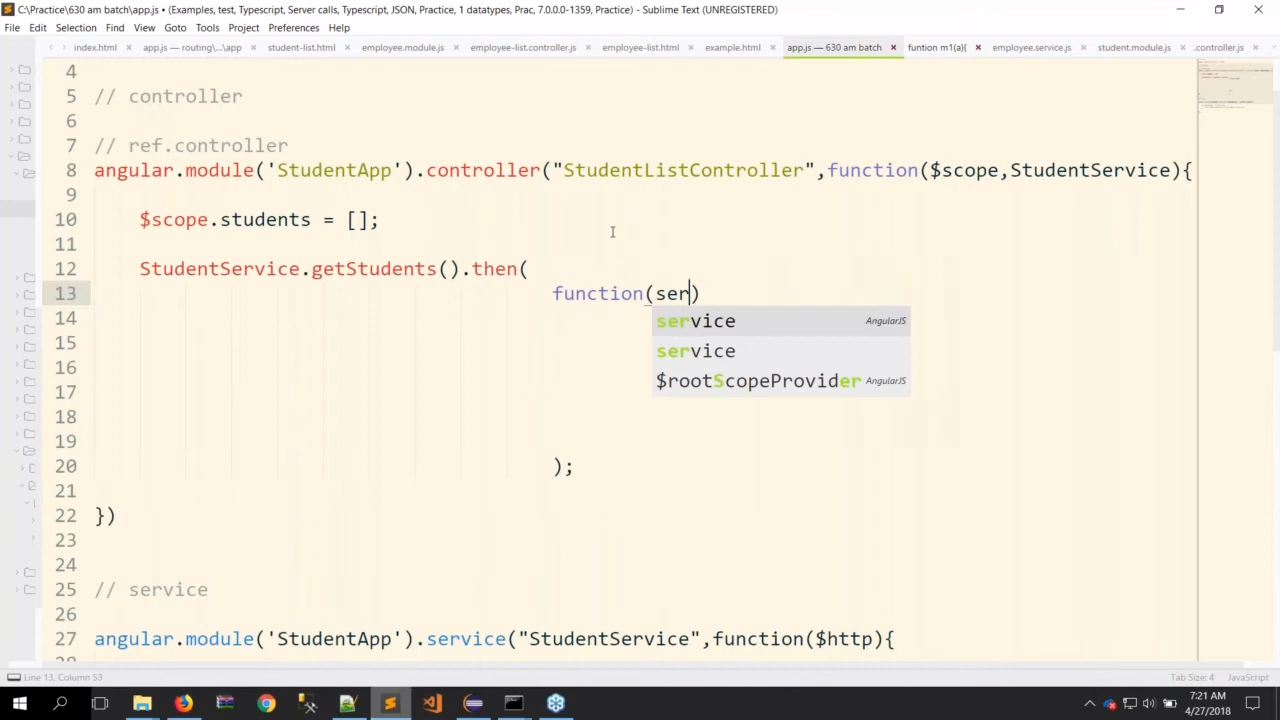 C:\Practice\630 am batch\app.js • (Examples, test, Typescript, Server calls, Typescript, JSON, Practice, 1 datatypes, Prac, 7.0.0.0-1359, Practice) - Sublime Text (UNREGISTERED)
File Edit Selection Find View Goto Tools Project Preferences Help
index.html app.js — routing\...\app student-list.html employee.module.js employee-list.controller.js employee-list.html example.html app.js — 630 am batch funtion m1(a){ employee.service.js student.module.js .controller.js
4
5 // controller
6
7 // ref.controller
8 angular.module('StudentApp').controller("StudentListController",function($scope,StudentService){
9
10 $scope.students = [];
11
12 StudentService.getStudents().then(
13 function(ser)
14 service AngularJS
15 service
16 $rootScopeProvider AngularJS
17
18
19
20 );
21
22 })
23
24
25 // service
26
27 angular.module('StudentApp').service("StudentService",function($http){
28
Line 13, Column 53 Tab Size: 4 JavaScript
7:21 AM
4/27/2018